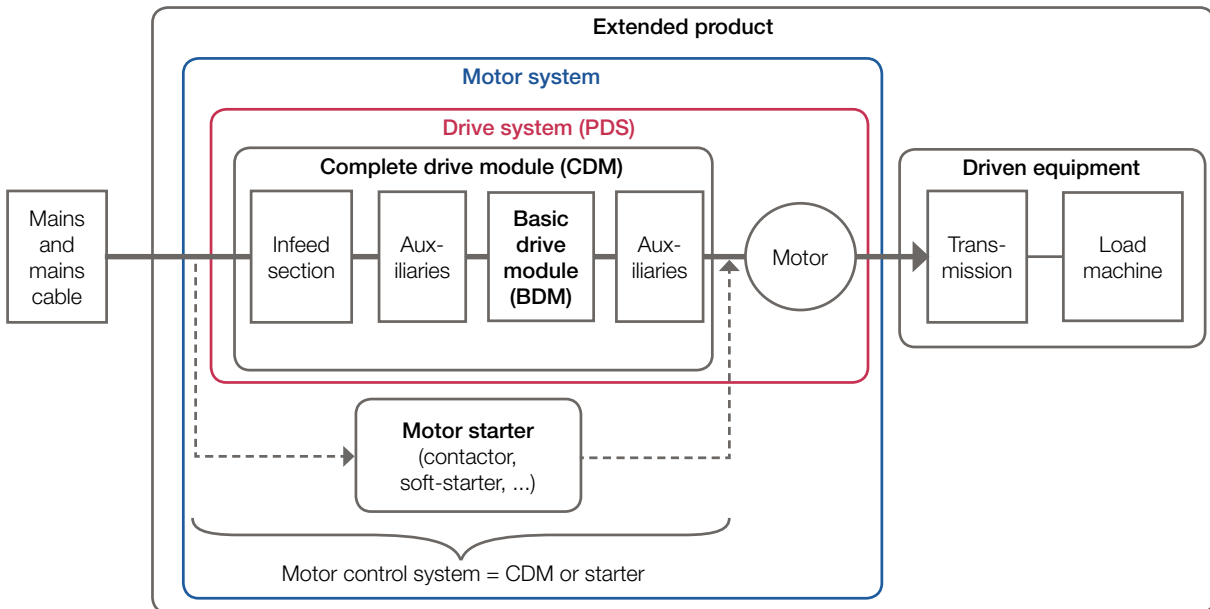 Extended product
Motor system
Drive system (PDS)
Complete drive module (CDM)
Driven equipment
Mains
and
mains
cable
Infeed
section
Aux-
iliaries
Basic
drive
module
(BDM)
Aux-
iliaries
Motor
Trans-
mission
Load
machine
Motor starter
(contactor,
soft-starter, ...)
Motor control system = CDM or starter